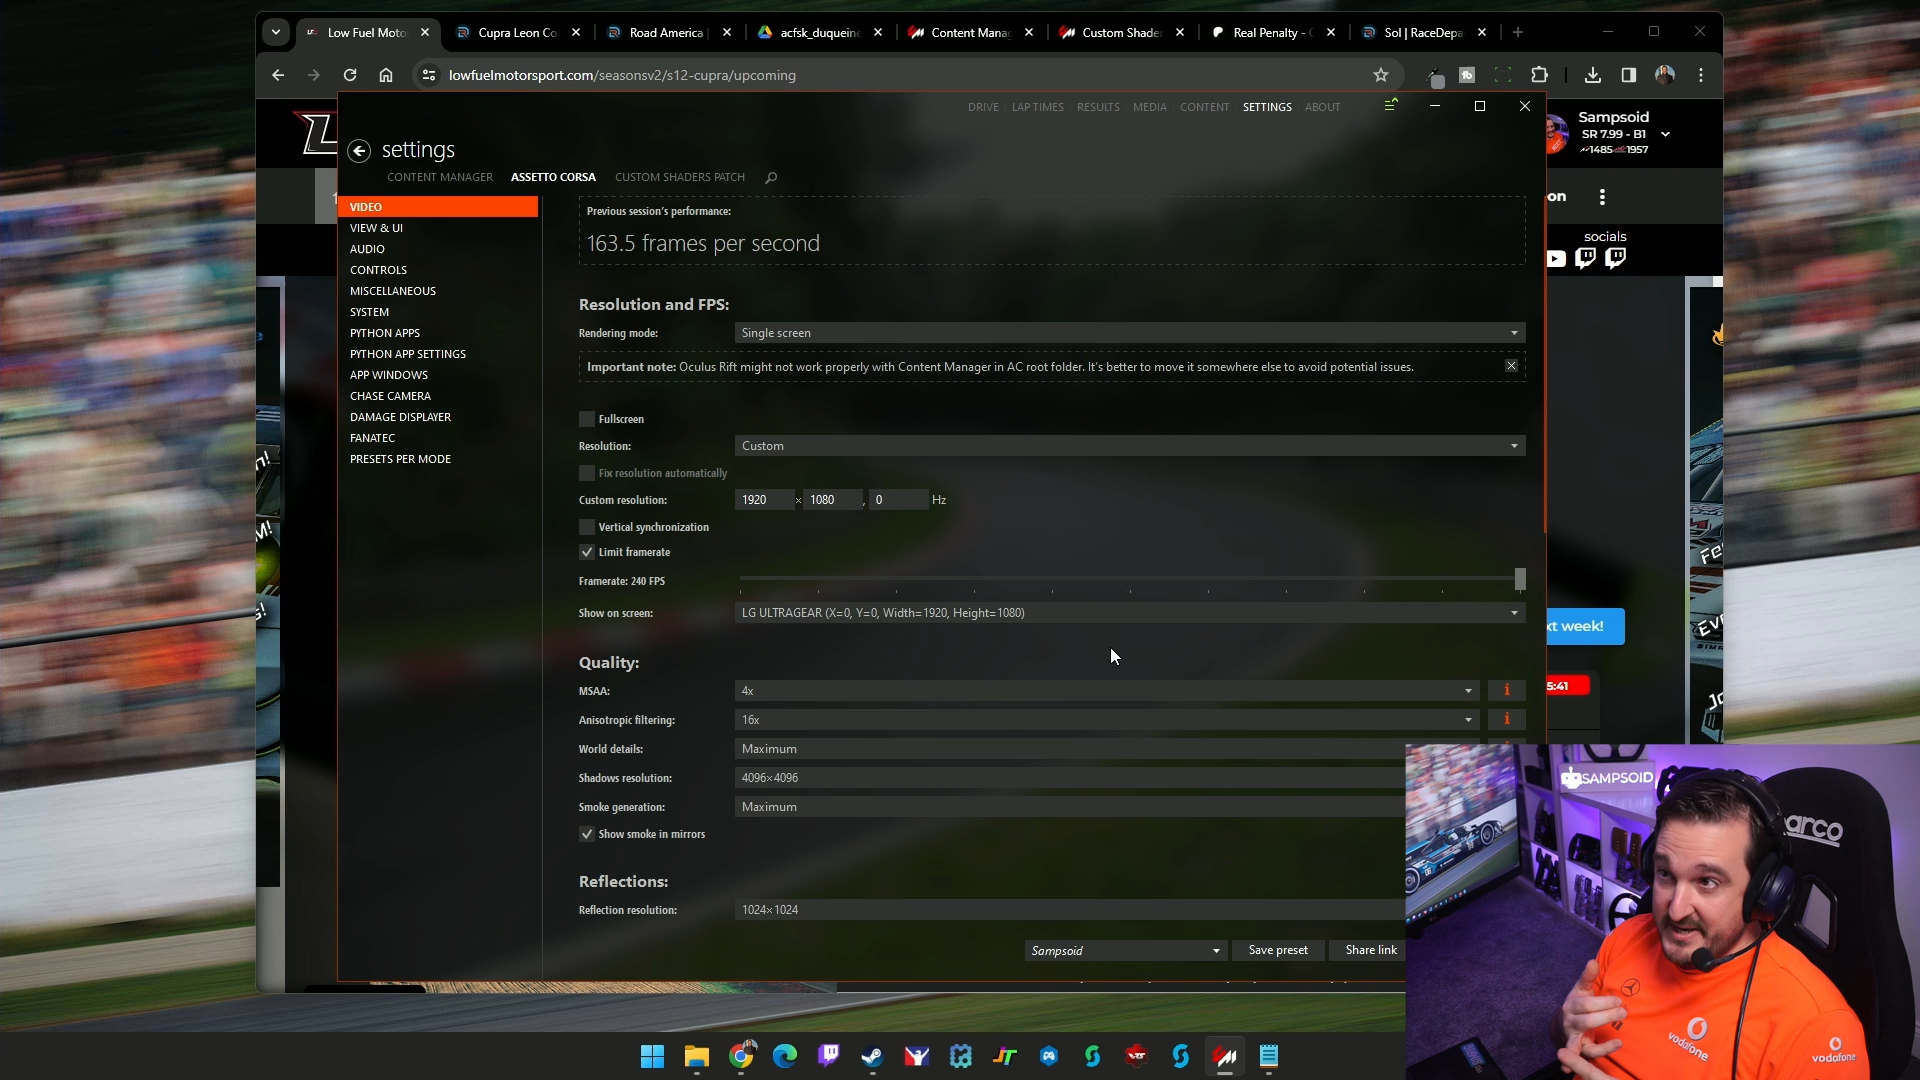 Low Fuel Moto
Cupra Leon Co
Road America
acfsk_duqueine
Content Manag
Custom Shade
Real Penalty - C
Sol | RaceDepa
lowfuelmotorsport.com/seasonsv2/s12-cupra/upcoming
DRIVE
LAP TIMES
RESULTS
MEDIA
CONTENT
SETTINGS
ABOUT
Sampsoid
SR 7.99 - B1
1485
1957
settings
CONTENT MANAGER
ASSETTO CORSA
CUSTOM SHADERS PATCH
on
socials
VIDEO
VIEW & UI
AUDIO
CONTROLS
MISCELLANEOUS
SYSTEM
PYTHON APPS
PYTHON APP SETTINGS
APP WINDOWS
CHASE CAMERA
DAMAGE DISPLAYER
FANATEC
PRESETS PER MODE
Previous session's performance:
163.5 frames per second
Resolution and FPS:
Rendering mode:
Single screen
Important note: Oculus Rift might not work properly with Content Manager in AC root folder. It's better to move it somewhere else to avoid potential issues.
Fullscreen
Resolution:
Custom
Fix resolution automatically
Custom resolution:
1920 × 1080 , 0 Hz
Vertical synchronization
Limit framerate
Framerate: 240 FPS
Show on screen:
LG ULTRAGEAR (X=0, Y=0, Width=1920, Height=1080)
xt week!
Quality:
MSAA:
4x
5:41
Anisotropic filtering:
16x
World details:
Maximum
Shadows resolution:
4096×4096
Smoke generation:
Maximum
Show smoke in mirrors
Reflections:
Reflection resolution:
1024×1024
Sampsoid
Save preset
Share link
SAMPSOID
arco
vodafone
vodafone